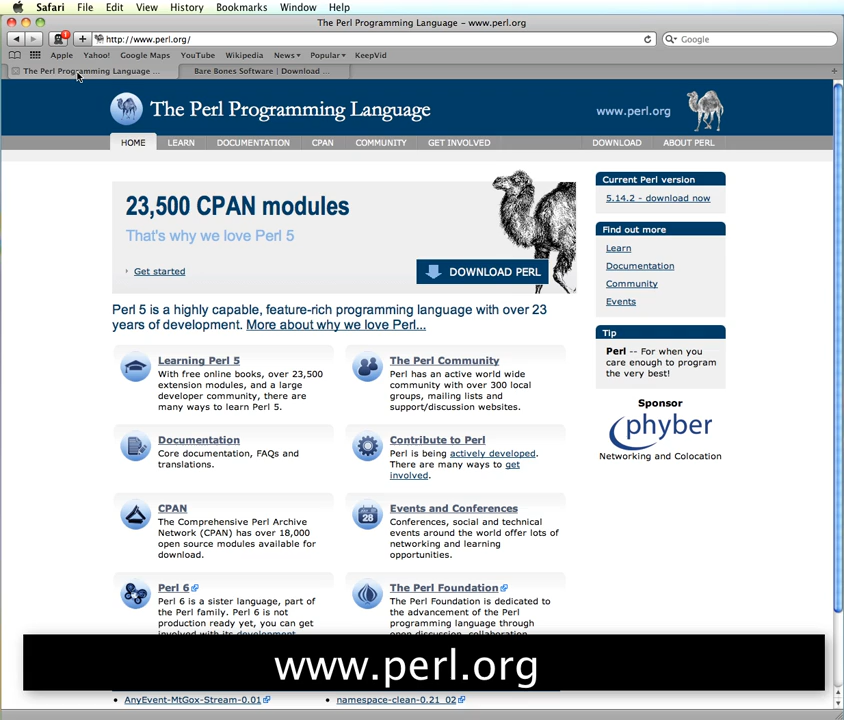 Safari File Edit View History Bookmarks Window Help
The Perl Programming Language – www.perl.org
http://www.perl.org/
Google
Apple Yahoo! Google Maps YouTube Wikipedia News Popular KeepVid
The Perl Programming Language ...
Bare Bones Software | Download ...
The Perl Programming Language
www.perl.org
HOME LEARN DOCUMENTATION CPAN COMMUNITY GET INVOLVED DOWNLOAD ABOUT PERL
23,500 CPAN modules
That's why we love Perl 5
Get started
DOWNLOAD PERL
Perl 5 is a highly capable, feature-rich programming language with over 23
years of development. More about why we love Perl...
Learning Perl 5
With free online books, over 23,500
extension modules, and a large
developer community, there are
many ways to learn Perl 5.
The Perl Community
Perl has an active world wide
community with over 300 local
groups, mailing lists and
support/discussion websites.
Documentation
Core documentation, FAQs and
translations.
Contribute to Perl
Perl is being actively developed.
There are many ways to get
involved.
CPAN
The Comprehensive Perl Archive
Network (CPAN) has over 18,000
open source modules available for
download.
Events and Conferences
28
Conferences, social and technical
events around the world offer lots of
networking and learning
opportunities.
Perl 6
Perl 6 is a sister language, part of
the Perl family. Perl 6 is not
production ready yet, you can get
involved with its development
The Perl Foundation
The Perl Foundation is dedicated to
the advancement of the Perl
programming language through
open discussion, collaboration
Current Perl version
5.14.2 - download now
Find out more
Learn
Documentation
Community
Events
Tip
Perl -- For when you
care enough to program
the very best!
Sponsor
phyber
Networking and Colocation
www.perl.org
AnyEvent-MtGox-Stream-0.01
namespace-clean-0.21_02